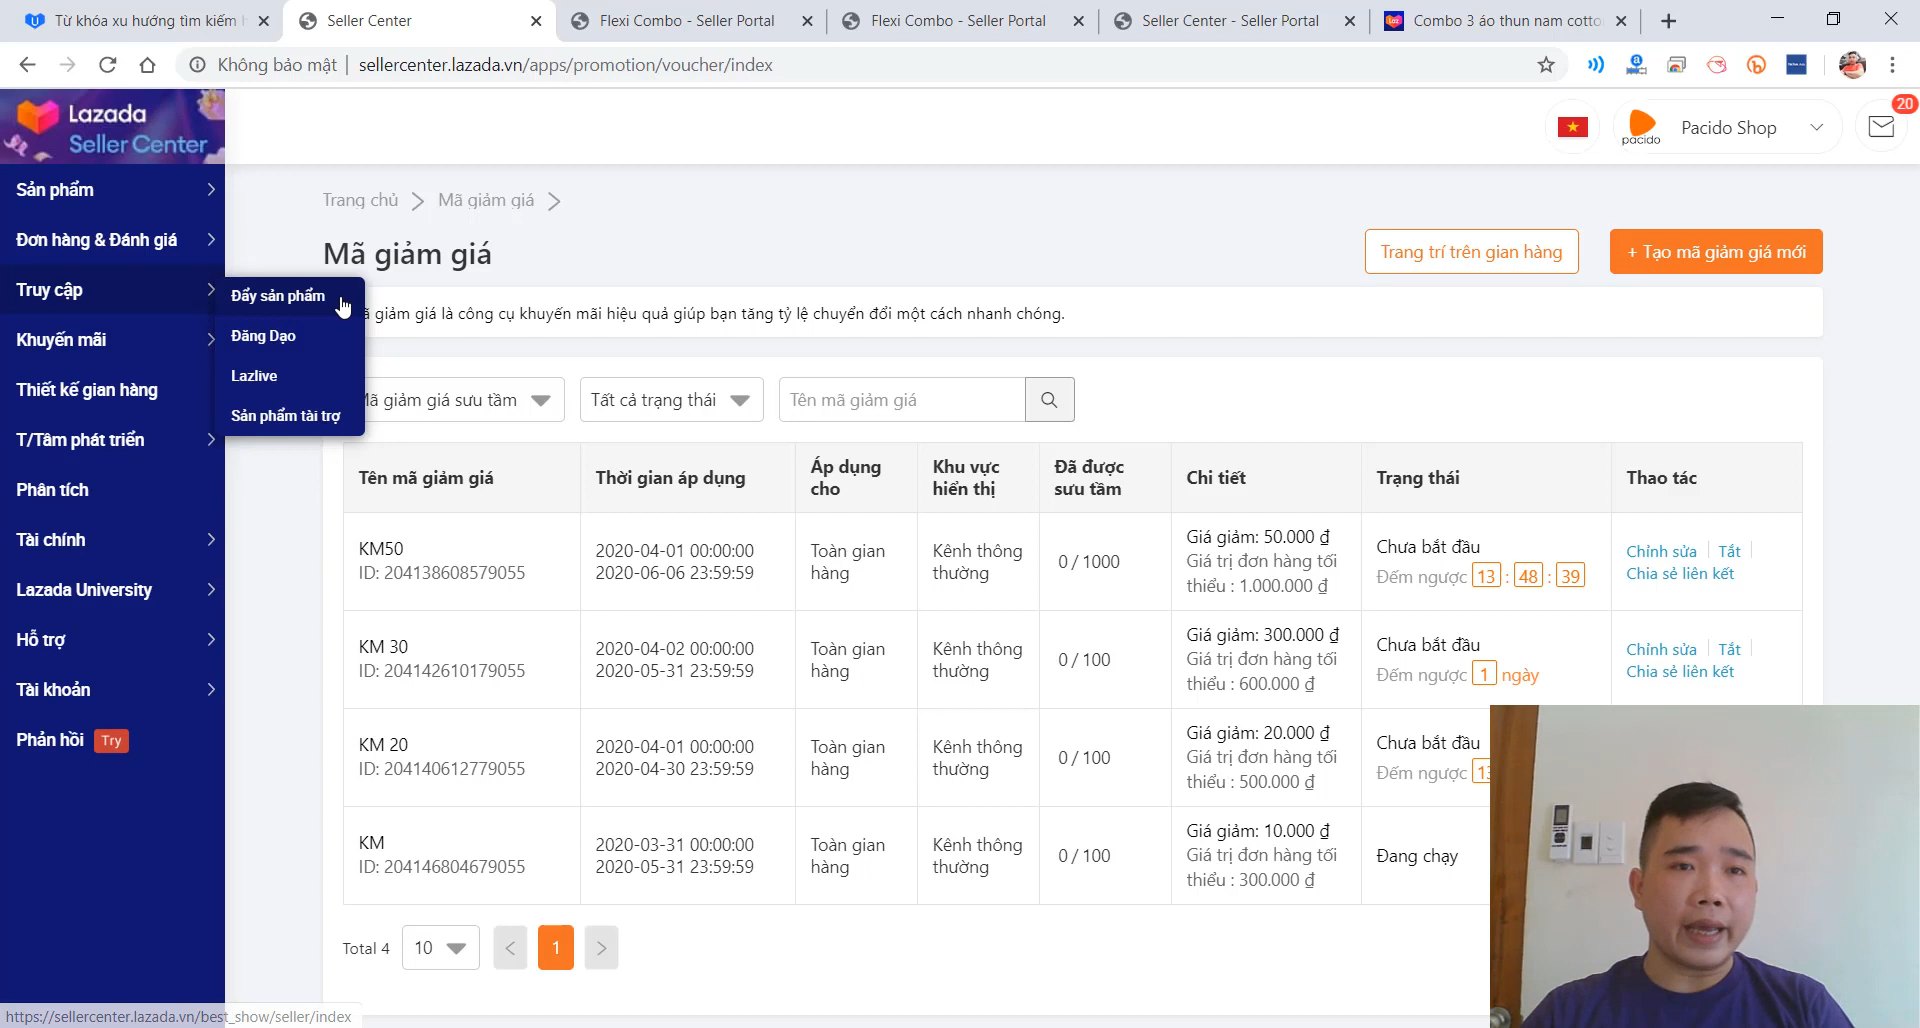 Từ khóa xu hướng tìm kiếm
Seller Center
Flexi Combo - Seller Portal
Flexi Combo - Seller Portal
Seller Center - Seller Portal
Combo 3 áo thun nam cotto
Không bảo mật
sellercenter.lazada.vn/apps/promotion/voucher/index
Lazada
Seller Center
pacido
Pacido Shop
20
Sản phẩm
Đơn hàng & Đánh giá
Truy cập
Khuyến mãi
Thiết kế gian hàng
T/Tâm phát triển
Phân tích
Tài chính
Lazada University
Hỗ trợ
Tài khoản
Phản hồi Try
Đẩy sản phẩm
Đăng Dạo
Lazlive
Sản phẩm tài trợ
Trang chủ
Mã giảm giá
Mã giảm giá
Trang trí trên gian hàng
+ Tạo mã giảm giá mới
giảm giá là công cụ khuyến mãi hiệu quả giúp bạn tăng tỷ lệ chuyển đổi một cách nhanh chóng.
Mã giảm giá sưu tầm
Tất cả trạng thái
Tên mã giảm giá
Tên mã giảm giá
Thời gian áp dụng
Áp dụng
cho
Khu vực
hiển thị
Đã được
sưu tầm
Chi tiết
Trạng thái
Thao tác
KM50
ID: 204138608579055
2020-04-01 00:00:00
2020-06-06 23:59:59
Toàn gian
hàng
Kênh thông
thường
0 / 1000
Giá giảm: 50.000 ₫
Giá trị đơn hàng tối
thiểu : 1.000.000 ₫
Chưa bắt đầu
Đếm ngược 13 : 48 : 39
Chỉnh sửa
Tắt
Chia sẻ liên kết
KM 30
ID: 204142610179055
2020-04-02 00:00:00
2020-05-31 23:59:59
Toàn gian
hàng
Kênh thông
thường
0 / 100
Giá giảm: 300.000 ₫
Giá trị đơn hàng tối
thiểu : 600.000 ₫
Chưa bắt đầu
Đếm ngược 1 ngày
Chỉnh sửa
Tắt
Chia sẻ liên kết
KM 20
ID: 204140612779055
2020-04-01 00:00:00
2020-04-30 23:59:59
Toàn gian
hàng
Kênh thông
thường
0 / 100
Giá giảm: 20.000 ₫
Giá trị đơn hàng tối
thiểu : 500.000 ₫
Chưa bắt đầu
Đếm ngược 13
KM
ID: 204146804679055
2020-03-31 00:00:00
2020-05-31 23:59:59
Toàn gian
hàng
Kênh thông
thường
0 / 100
Giá giảm: 10.000 ₫
Giá trị đơn hàng tối
thiểu : 300.000 ₫
Đang chạy
Total 4
10
1
https://sellercenter.lazada.vn/best_show/seller/index